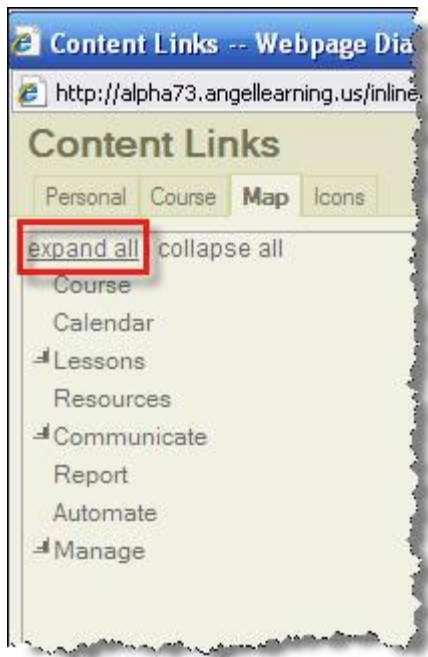 Content Links -- Webpage Dia
http://alpha73.angellearning.us/inline
Content Links
Personal Course Map Icons
expand all collapse all
Course
Calendar
Lessons
Resources
Communicate
Report
Automate
Manage